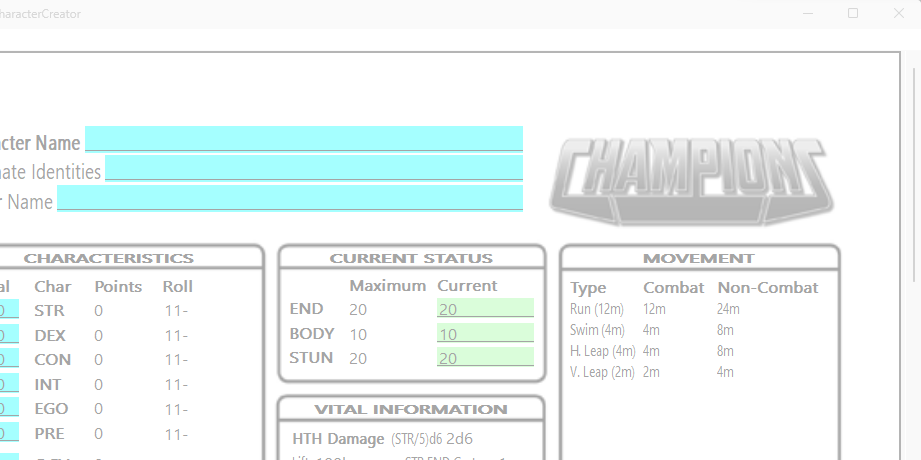 haracterCreator
cter Name
nate Identities
r Name
CHAMPIONS
CHARACTERISTICS
al Char Points Roll
0 STR 0 11-
0 DEX 0 11-
0 CON 0 11-
0 INT 0 11-
0 EGO 0 11-
0 PRE 0 11-
CURRENT STATUS
Maximum Current
END 20 20
BODY 10 10
STUN 20 20
VITAL INFORMATION
HTH Damage (STR/5)d6 2d6
MOVEMENT
Type Combat Non-Combat
Run (12m) 12m 24m
Swim (4m) 4m 8m
H. Leap (4m) 4m 8m
V. Leap (2m) 2m 4m